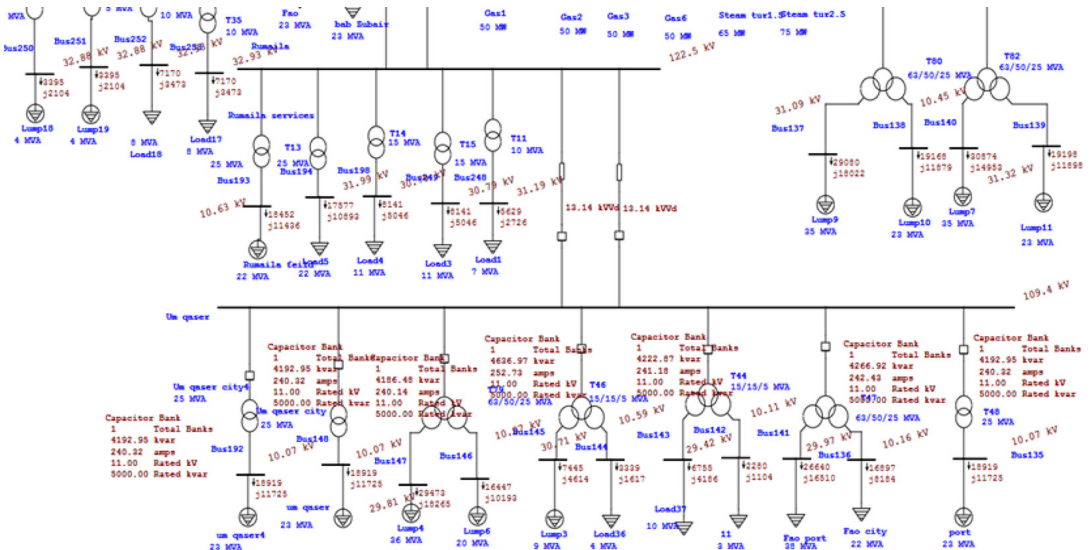 MVA
4 MVA
5 MVA
10 MVA
T35
10 MVA
Fao
23 MVA
bab Zubair
23 MVA
Gas1
50 MW
Gas2
50 MW
Gas3
50 MW
Gas6
50 MW
Steam tur1.5
65 MW
Steam tur2.5
75 MW
Bus250
Bus251
Bus252
32.88 kV
32.88 kV
32.93 kV
Rumaila
122.5 kV
3395
j2104
3395
j2104
7170
j3473
7170
j3473
Lump18
4 MVA
Lump19
4 MVA
8 MVA
Load18
Load17
8 MVA
Rumaila services
25 MVA
Bus193
T13
25 MVA
Bus194
T14
15 MVA
Bus198
T15
15 MVA
Bus249
T11
10 MVA
Bus248
10.63 kV
31.99 kV
30.79 kV
31.19 kV
18452
j11436
17577
j10893
8141
j5046
8141
j5046
5629
j2726
Rumaila feild
22 MVA
Load5
22 MVA
Load4
11 MVA
Load3
11 MVA
Load1
7 MVA
13.14 kVVd
13.14 kVVd
T80
63/50/25 MVA
T82
63/50/25 MVA
31.09 kV
10.45 kV
31.32 kV
Bus137
Bus138
Bus140
Bus139
29080
j18022
19168
j11879
30874
j14953
19198
j11898
Lump9
35 MVA
Lump10
23 MVA
Lump7
35 MVA
Lump11
23 MVA
109.4 kV
Um qaser
Capacitor Bank
1 Total Banks
4192.95 kvar
240.32 amps
11.00 Rated kV
5000.00 Rated kvar
Capacitor Bank
1 Total Banks
4192.95 kvar
240.32 amps
11.00 Rated kV
5000.00
Capacitor Bank
1 Total Banks
4186.48 kvar
240.14 amps
11.00 Rated kV
5000.00 Rated kvar
Capacitor Bank
1 Total Banks
4636.97 kvar
252.73 amps
11.00 Rated kV
5000.00
Capacitor Bank
1 Total Banks
4222.87 kvar
241.18 amps
11.00 Rated kV
5000.00 Rated kvar
Capacitor Bank
1 Total Banks
4266.92 kvar
242.43 amps
11.00 Rated kV
Capacitor Bank
1 Total Banks
4192.95 kvar
240.32 amps
11.00 Rated kV
5000.00 Rated kvar
Um qaser city4
25 MVA
Um qaser city
25 MVA
63/50/25 MVA
T46
15/15/5 MVA
T44
15/15/5 MVA
63/50/25 MVA
T48
25 MVA
Bus192
Bus148
Bus147
Bus146
Bus145
Bus144
Bus143
Bus142
Bus141
Bus136
Bus135
10.07 kV
10.07 kV
29.81 kV
30.71 kV
10.59 kV
29.42 kV
10.11 kV
29.97 kV
10.16 kV
10.07 kV
18919
j11725
18919
j11725
29473
j18265
16447
j10193
7445
j4614
3339
j1617
6755
j4186
2280
j1104
26640
j16510
16897
j8184
18919
j11725
um qaser4
23 MVA
um qaser
23 MVA
Lump4
36 MVA
Lump6
20 MVA
Lump3
9 MVA
Load36
4 MVA
Load37
10 MVA
11
3 MVA
Fao port
38 MVA
Fao city
22 MVA
port
23 MVA